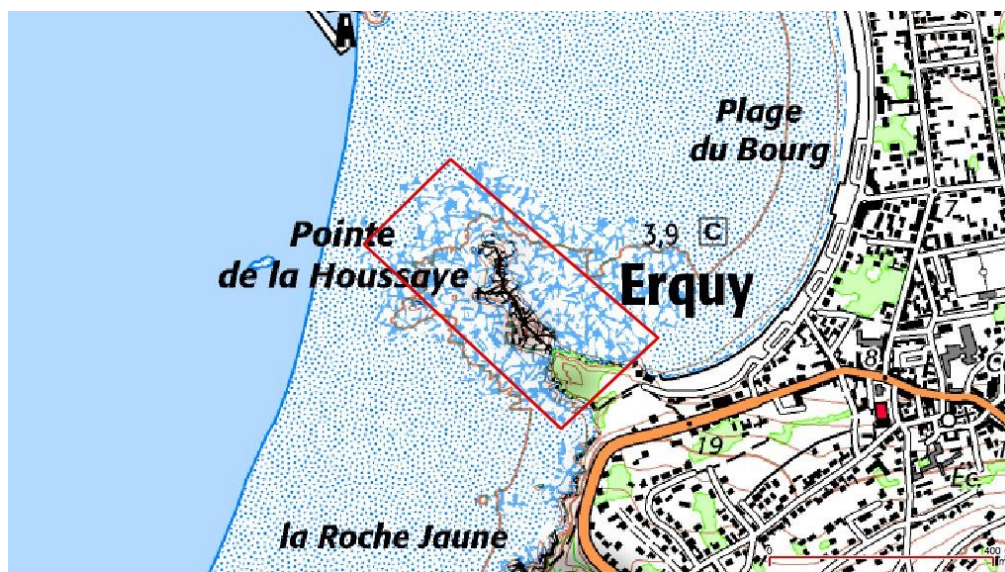 A
Plage
du Bourg
7
Pointe
de la Houssaye
3,9 C
Erquy
8
19
Ec.
la Roche Jaune
0
400